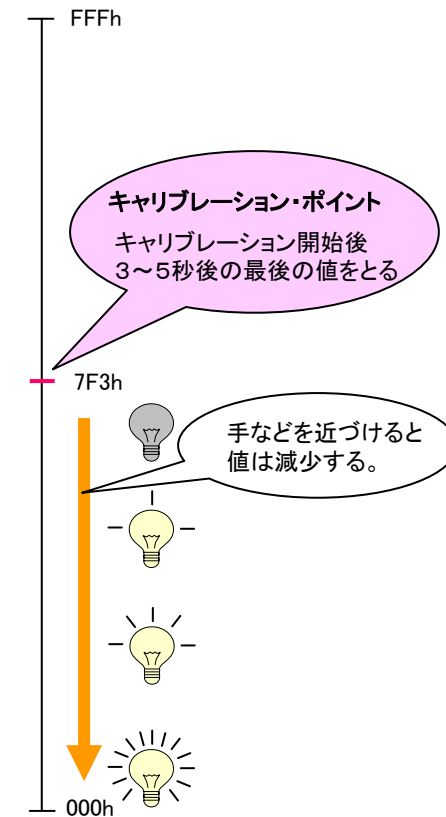 FFFh
キャリブレーション・ポイント
キャリブレーション開始後
3~5秒後の最後の値をとる
7F3h
手などを近づけると
値は減少する。
000h